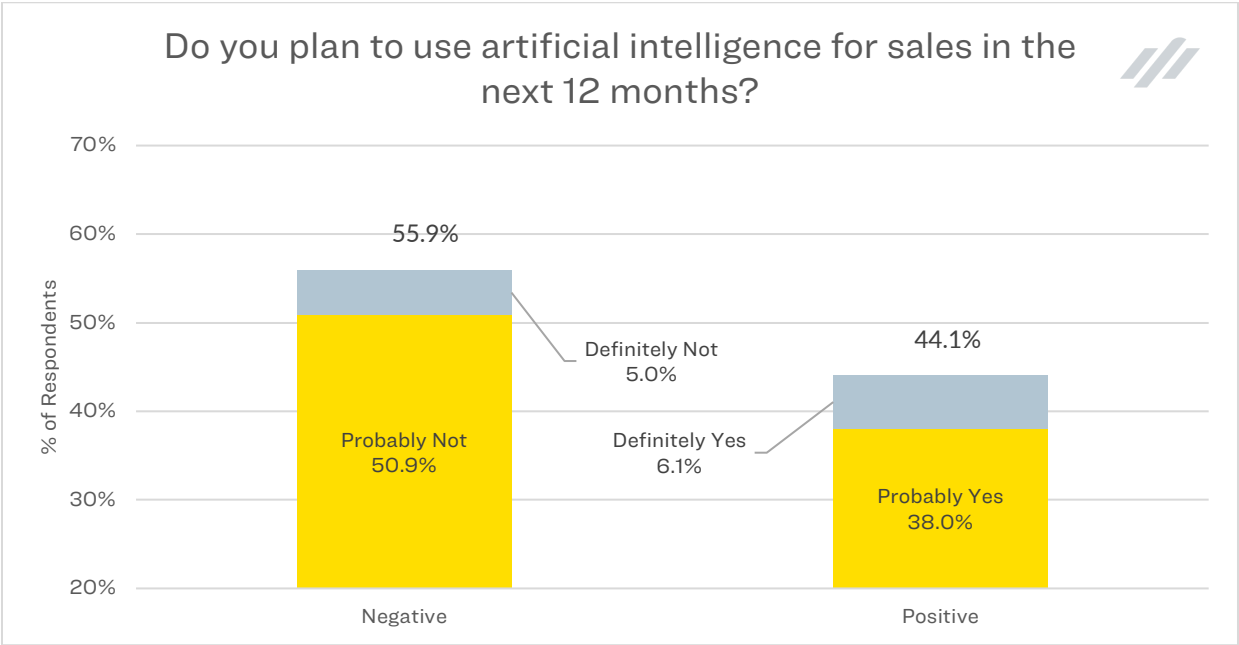 Do you plan to use artificial intelligence for sales in the
next 12 months?
70%
60%
50%
40%
30%
20%
% of Respondents
55.9%
Definitely Not
5.0%
Probably Not
50.9%
44.1%
Definitely Yes
6.1%
Probably Yes
38.0%
Negative
Positive